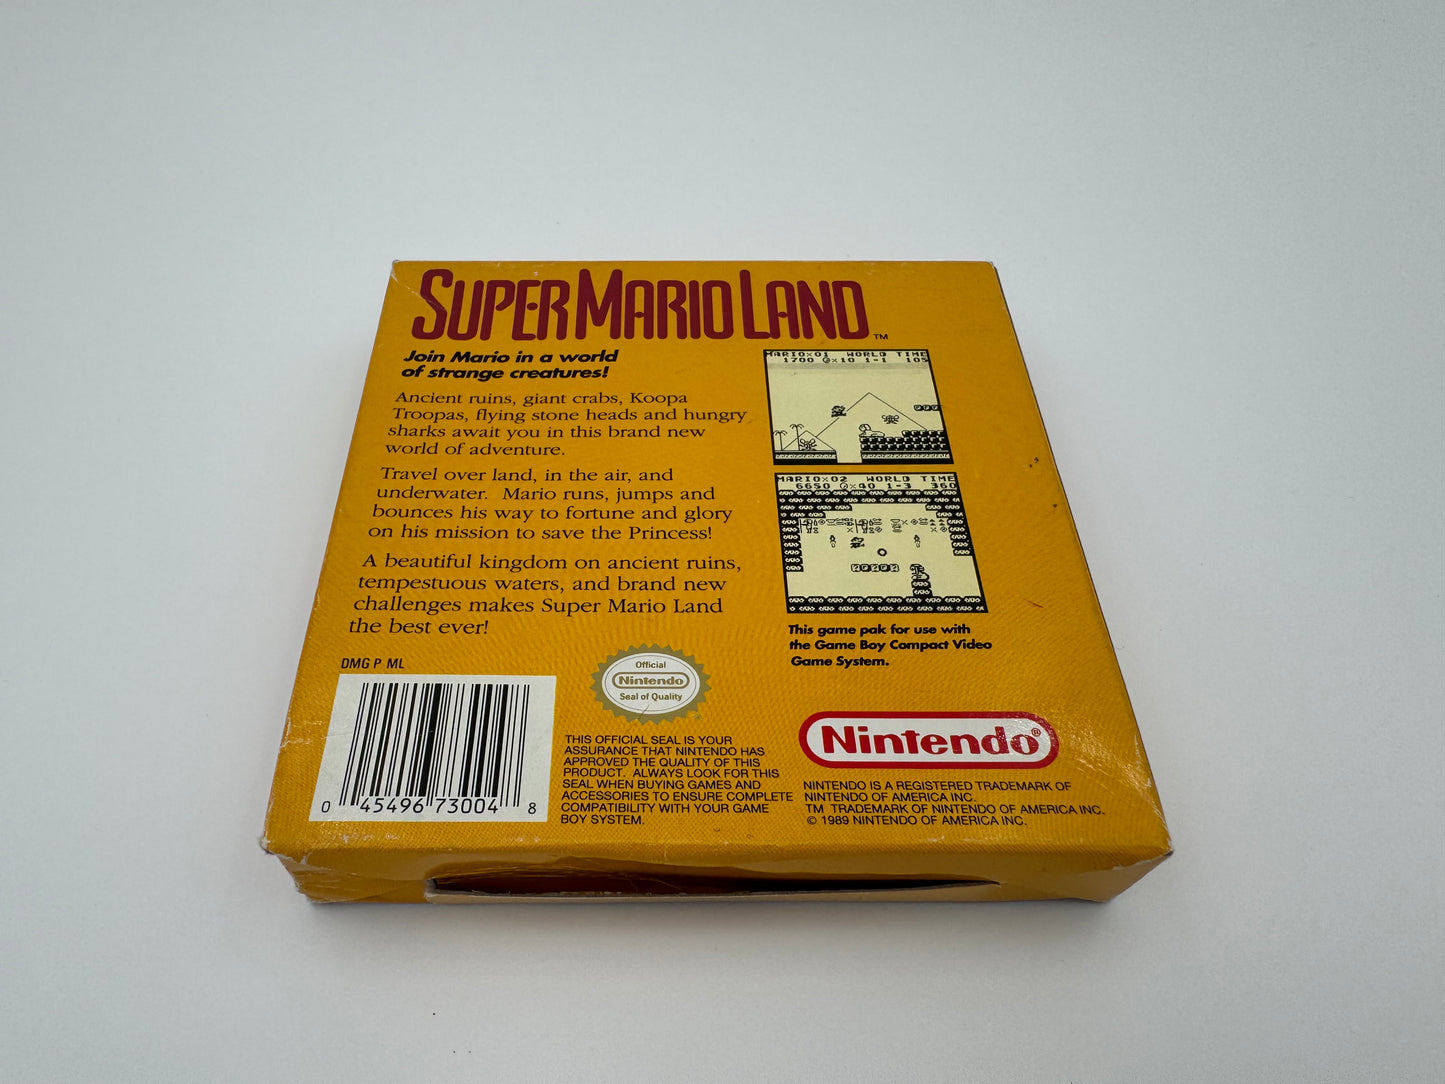 SUPER MARIO LAND™
Join Mario in a world
of strange creatures!
Ancient ruins, giant crabs, Koopa
Troopas, flying stone heads and hungry
sharks await you in this brand new
world of adventure.
Travel over land, in the air, and
underwater. Mario runs, jumps and
bounces his way to fortune and glory
on his mission to save the Princess!
A beautiful kingdom on ancient ruins,
tempestuous waters, and brand new
challenges makes Super Mario Land
the best ever!
DMG P ML
0 45496 73004 8
Official
Nintendo
Seal of Quality
THIS OFFICIAL SEAL IS YOUR
ASSURANCE THAT NINTENDO HAS
APPROVED THE QUALITY OF THIS
PRODUCT. ALWAYS LOOK FOR THIS
SEAL WHEN BUYING GAMES AND
ACCESSORIES TO ENSURE COMPLETE
COMPATIBILITY WITH YOUR GAME
BOY SYSTEM.
MARIO×01 WORLD TIME
1700 ×10 1-1 105
MARIO×02 WORLD TIME
6650 ×40 1-3 360
This game pak for use with
the Game Boy Compact Video
Game System.
Nintendo®
NINTENDO IS A REGISTERED TRADEMARK OF
NINTENDO OF AMERICA INC.
TM TRADEMARK OF NINTENDO OF AMERICA INC.
© 1989 NINTENDO OF AMERICA INC.